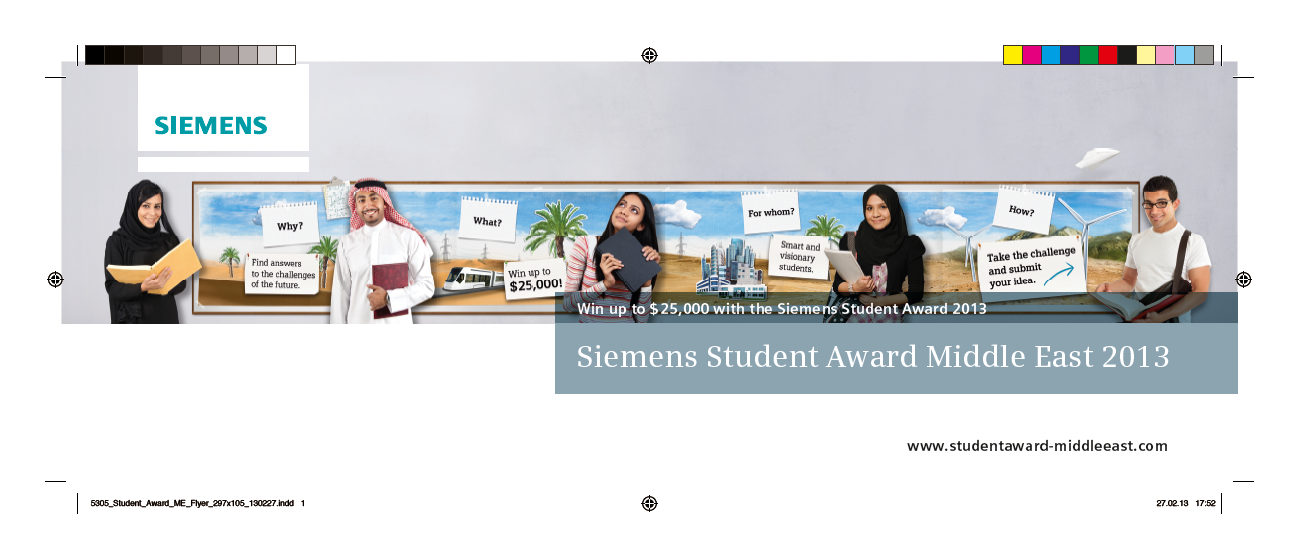 SIEMENS
Why?
Find answers
to the challenges
of the future.
What?
Win up to
$25,000!
For whom?
Smart and
visionary
students.
How?
Take the challenge
and submit
your idea.
Win up to $25,000 with the Siemens Student Award 2013
Siemens Student Award Middle East 2013
www.studentaward-middleeast.com
5305_Student_Award_ME_Flyer_297x105_130227.indd 1
27.02.13 17:52